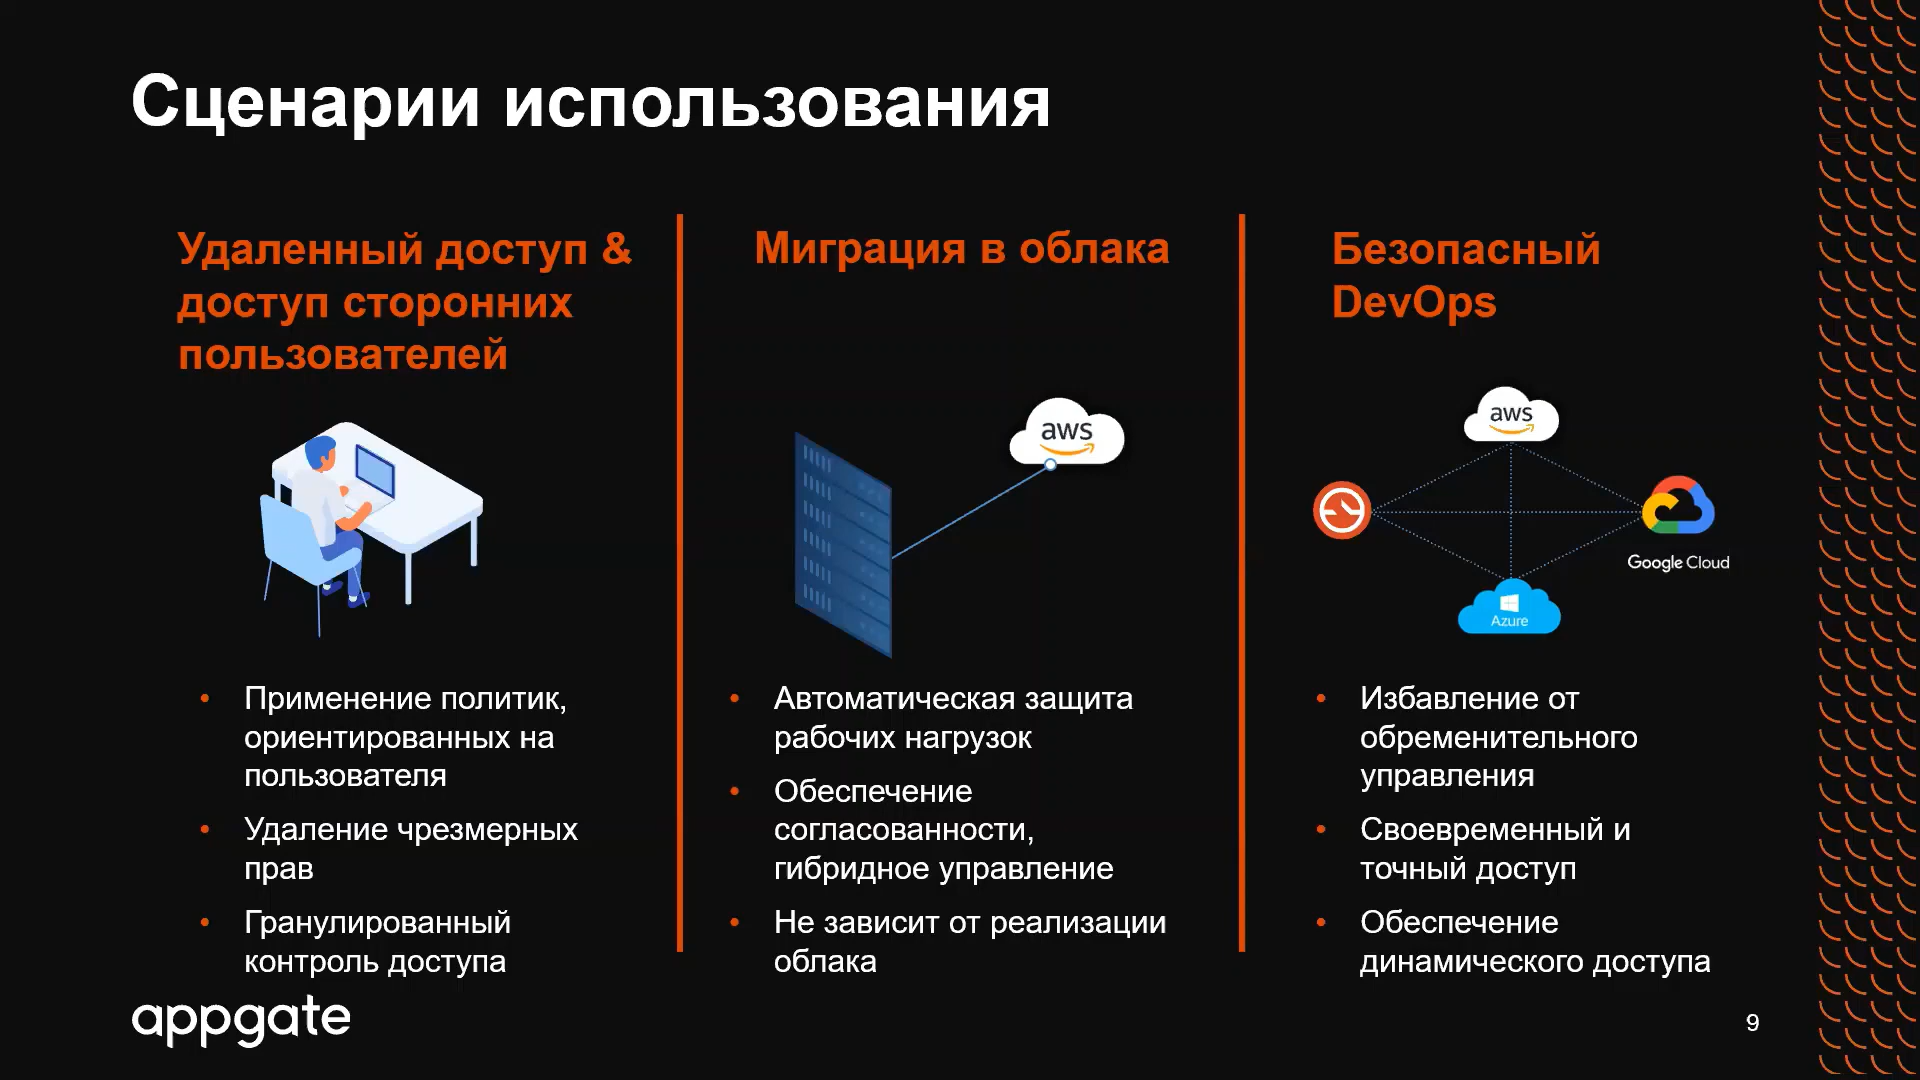 Сценарии использования
Удаленный доступ &
доступ сторонних
пользователей
Применение политик,
ориентированных на
пользователя
Удаление чрезмерных
прав
Гранулированный
контроль доступа
Миграция в облака
aws
Автоматическая защита
рабочих нагрузок
Обеспечение
согласованности,
гибридное управление
Не зависит от реализации
облака
Безопасный
DevOps
aws
Google Cloud
Azure
Избавление от
обременительного
управления
Своевременный и
точный доступ
Обеспечение
динамического доступа
appgate
9